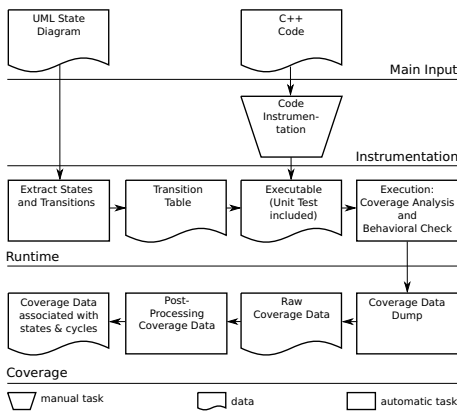 UML State
Diagram
C++
Code
Main Input
Code
Instrumen-
tation
Instrumentation
Extract States
and Transitions
Transition
Table
Executable
(Unit Test
included)
Execution:
Coverage Analysis
and
Behavioral Check
Runtime
Coverage Data
associated with
states & cycles
Post-
Processing
Coverage Data
Raw
Coverage Data
Coverage Data
Dump
Coverage
manual task
data
automatic task